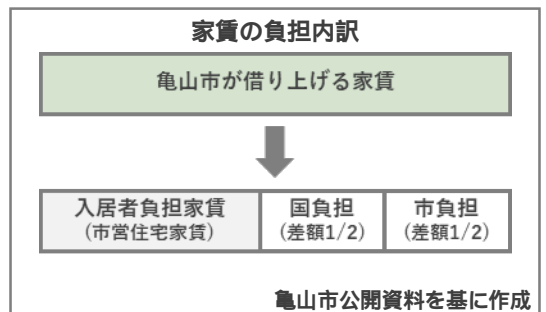 家賃の負担内訳
亀山市が借り上げる家賃
入居者負担家賃
(市営住宅家賃)
国負担
(差額1/2)
市負担
(差額1/2)
亀山市公開資料を基に作成